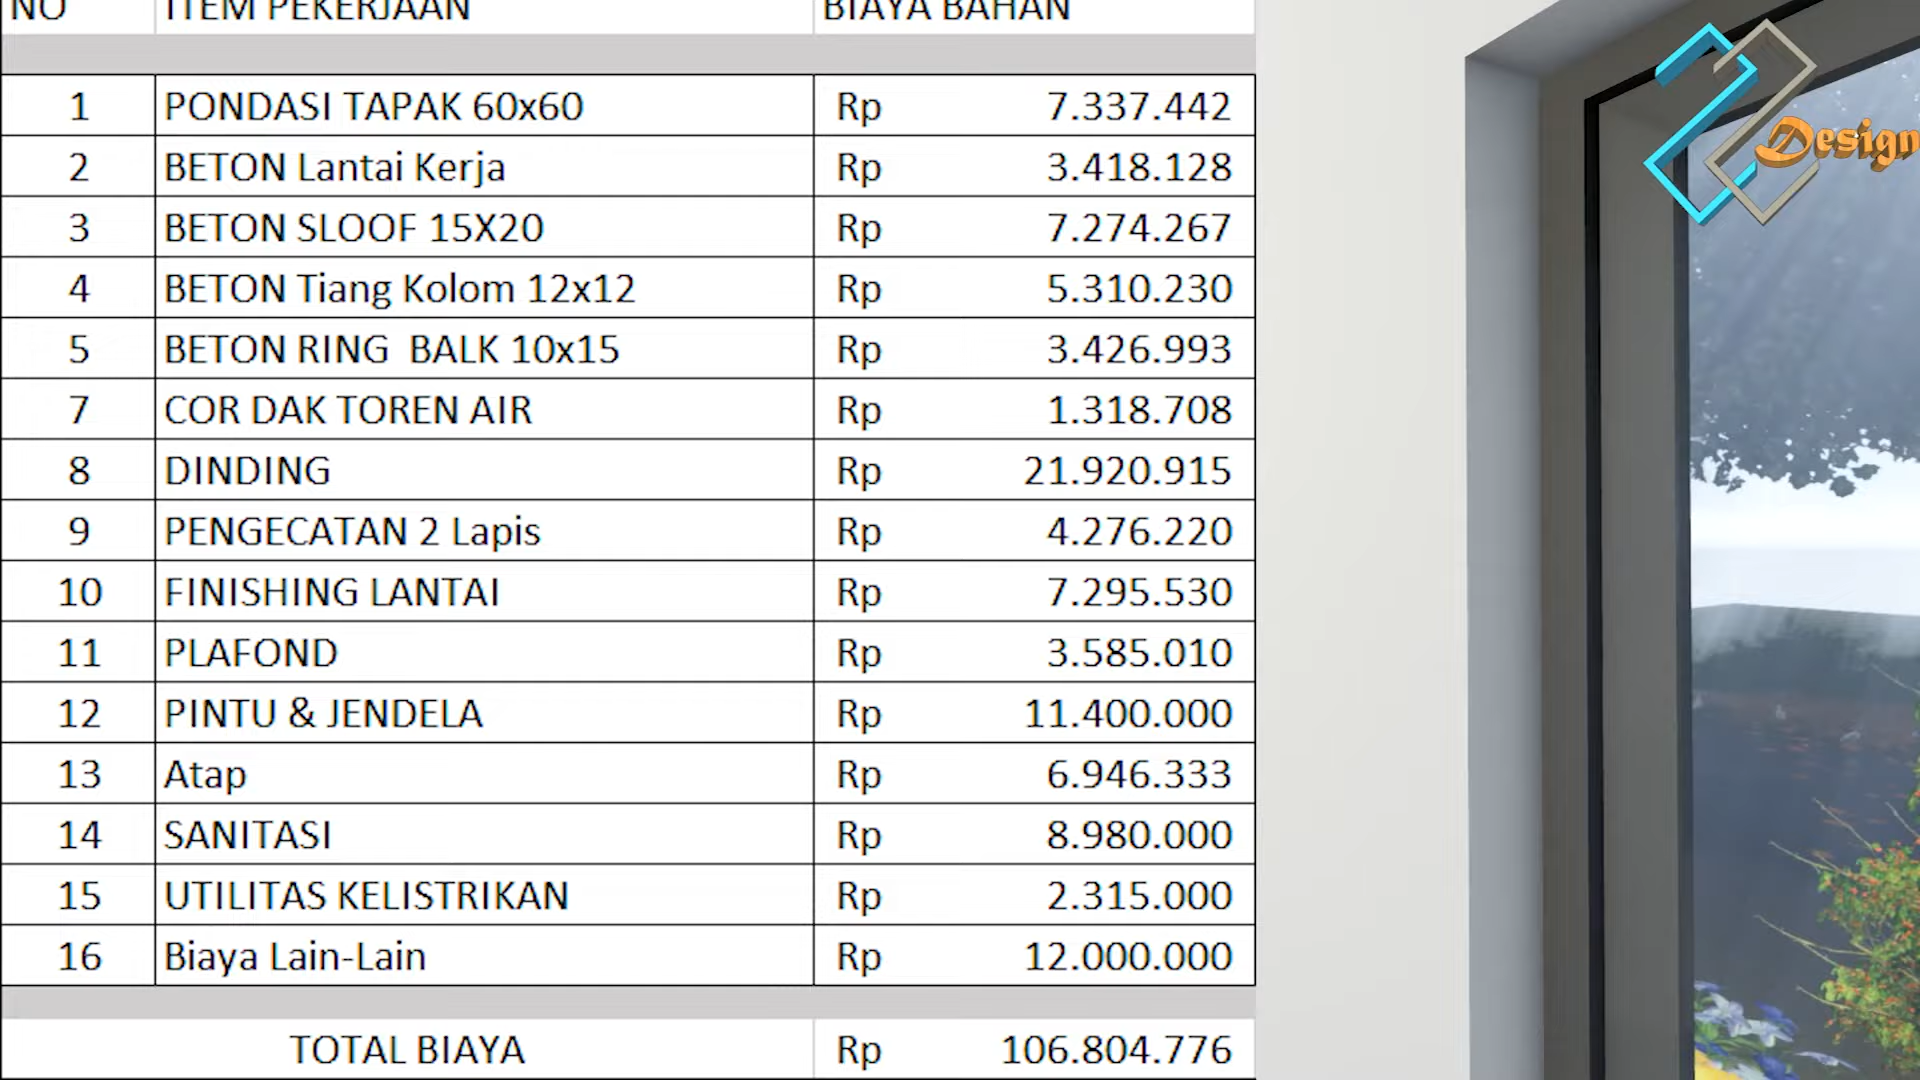 NO ITEM PEKERJAAN BIAYA BAHAN
1 PONDASI TAPAK 60x60 Rp 7.337.442
2 BETON Lantai Kerja Rp 3.418.128
3 BETON SLOOF 15X20 Rp 7.274.267
4 BETON Tiang Kolom 12x12 Rp 5.310.230
5 BETON RING BALK 10x15 Rp 3.426.993
7 COR DAK TOREN AIR Rp 1.318.708
8 DINDING Rp 21.920.915
9 PENGECATAN 2 Lapis Rp 4.276.220
10 FINISHING LANTAI Rp 7.295.530
11 PLAFOND Rp 3.585.010
12 PINTU & JENDELA Rp 11.400.000
13 Atap Rp 6.946.333
14 SANITASI Rp 8.980.000
15 UTILITAS KELISTRIKAN Rp 2.315.000
16 Biaya Lain-Lain Rp 12.000.000
TOTAL BIAYA Rp 106.804.776
Design